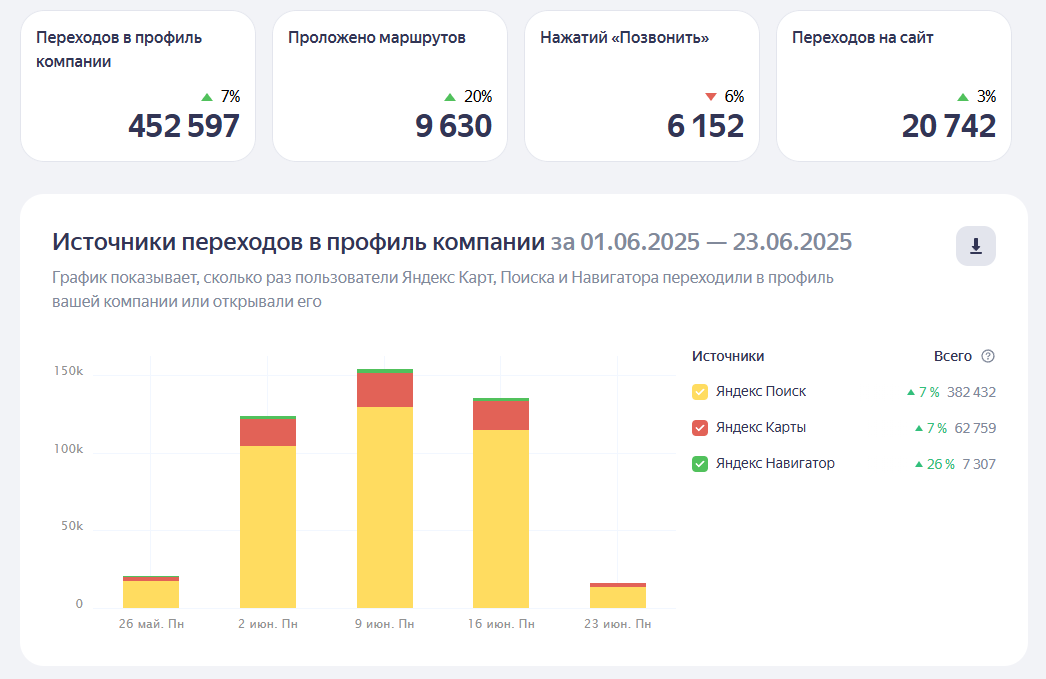 Переходов в профиль
компании
7%
452 597
Проложено маршрутов
20%
9 630
Нажатий «Позвонить»
6%
6 152
Переходов на сайт
3%
20 742
Источники переходов в профиль компании за 01.06.2025 — 23.06.2025
График показывает, сколько раз пользователи Яндекс Карт, Поиска и Навигатора переходили в профиль
вашей компании или открывали его
150k
100k
50k
0
26 май. Пн
2 июн. Пн
9 июн. Пн
16 июн. Пн
23 июн. Пн
Источники Всего ?
Яндекс Поиск 7 % 382 432
Яндекс Карты 7 % 62 759
Яндекс Навигатор 26 % 7 307